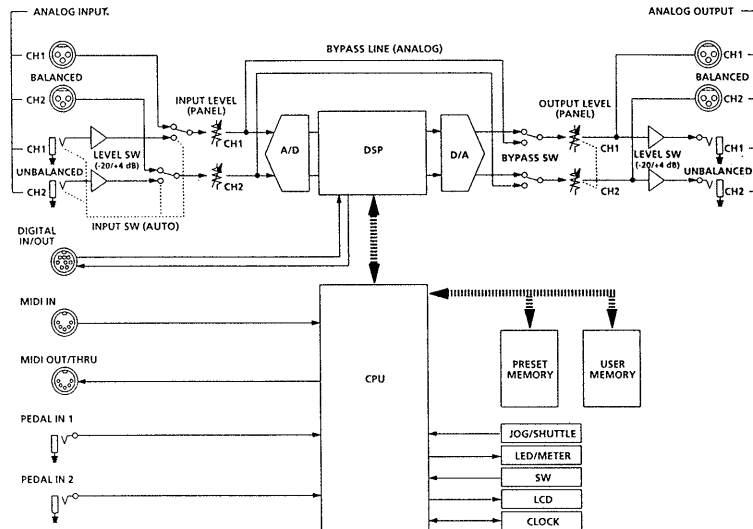 ANALOG INPUT
ANALOG OUTPUT
CH1
BALANCED
CH2
BYPASS LINE (ANALOG)
CH1
BALANCED
CH2
INPUT LEVEL
(PANEL)
OUTPUT LEVEL
(PANEL)
CH1
UNBALANCED
CH2
LEVEL SW
(-20/+4 dB)
INPUT SW (AUTO)
CH1
CH2
A/D
DSP
D/A
BYPASS SW
CH1
CH2
LEVEL SW
(-20/+4 dB)
CH1
UNBALANCED
CH2
DIGITAL
IN/OUT
MIDI IN
MIDI OUT/THRU
PEDAL IN 1
PEDAL IN 2
CPU
PRESET
MEMORY
USER
MEMORY
JOG/SHUTTLE
LED/METER
SW
LCD
CLOCK